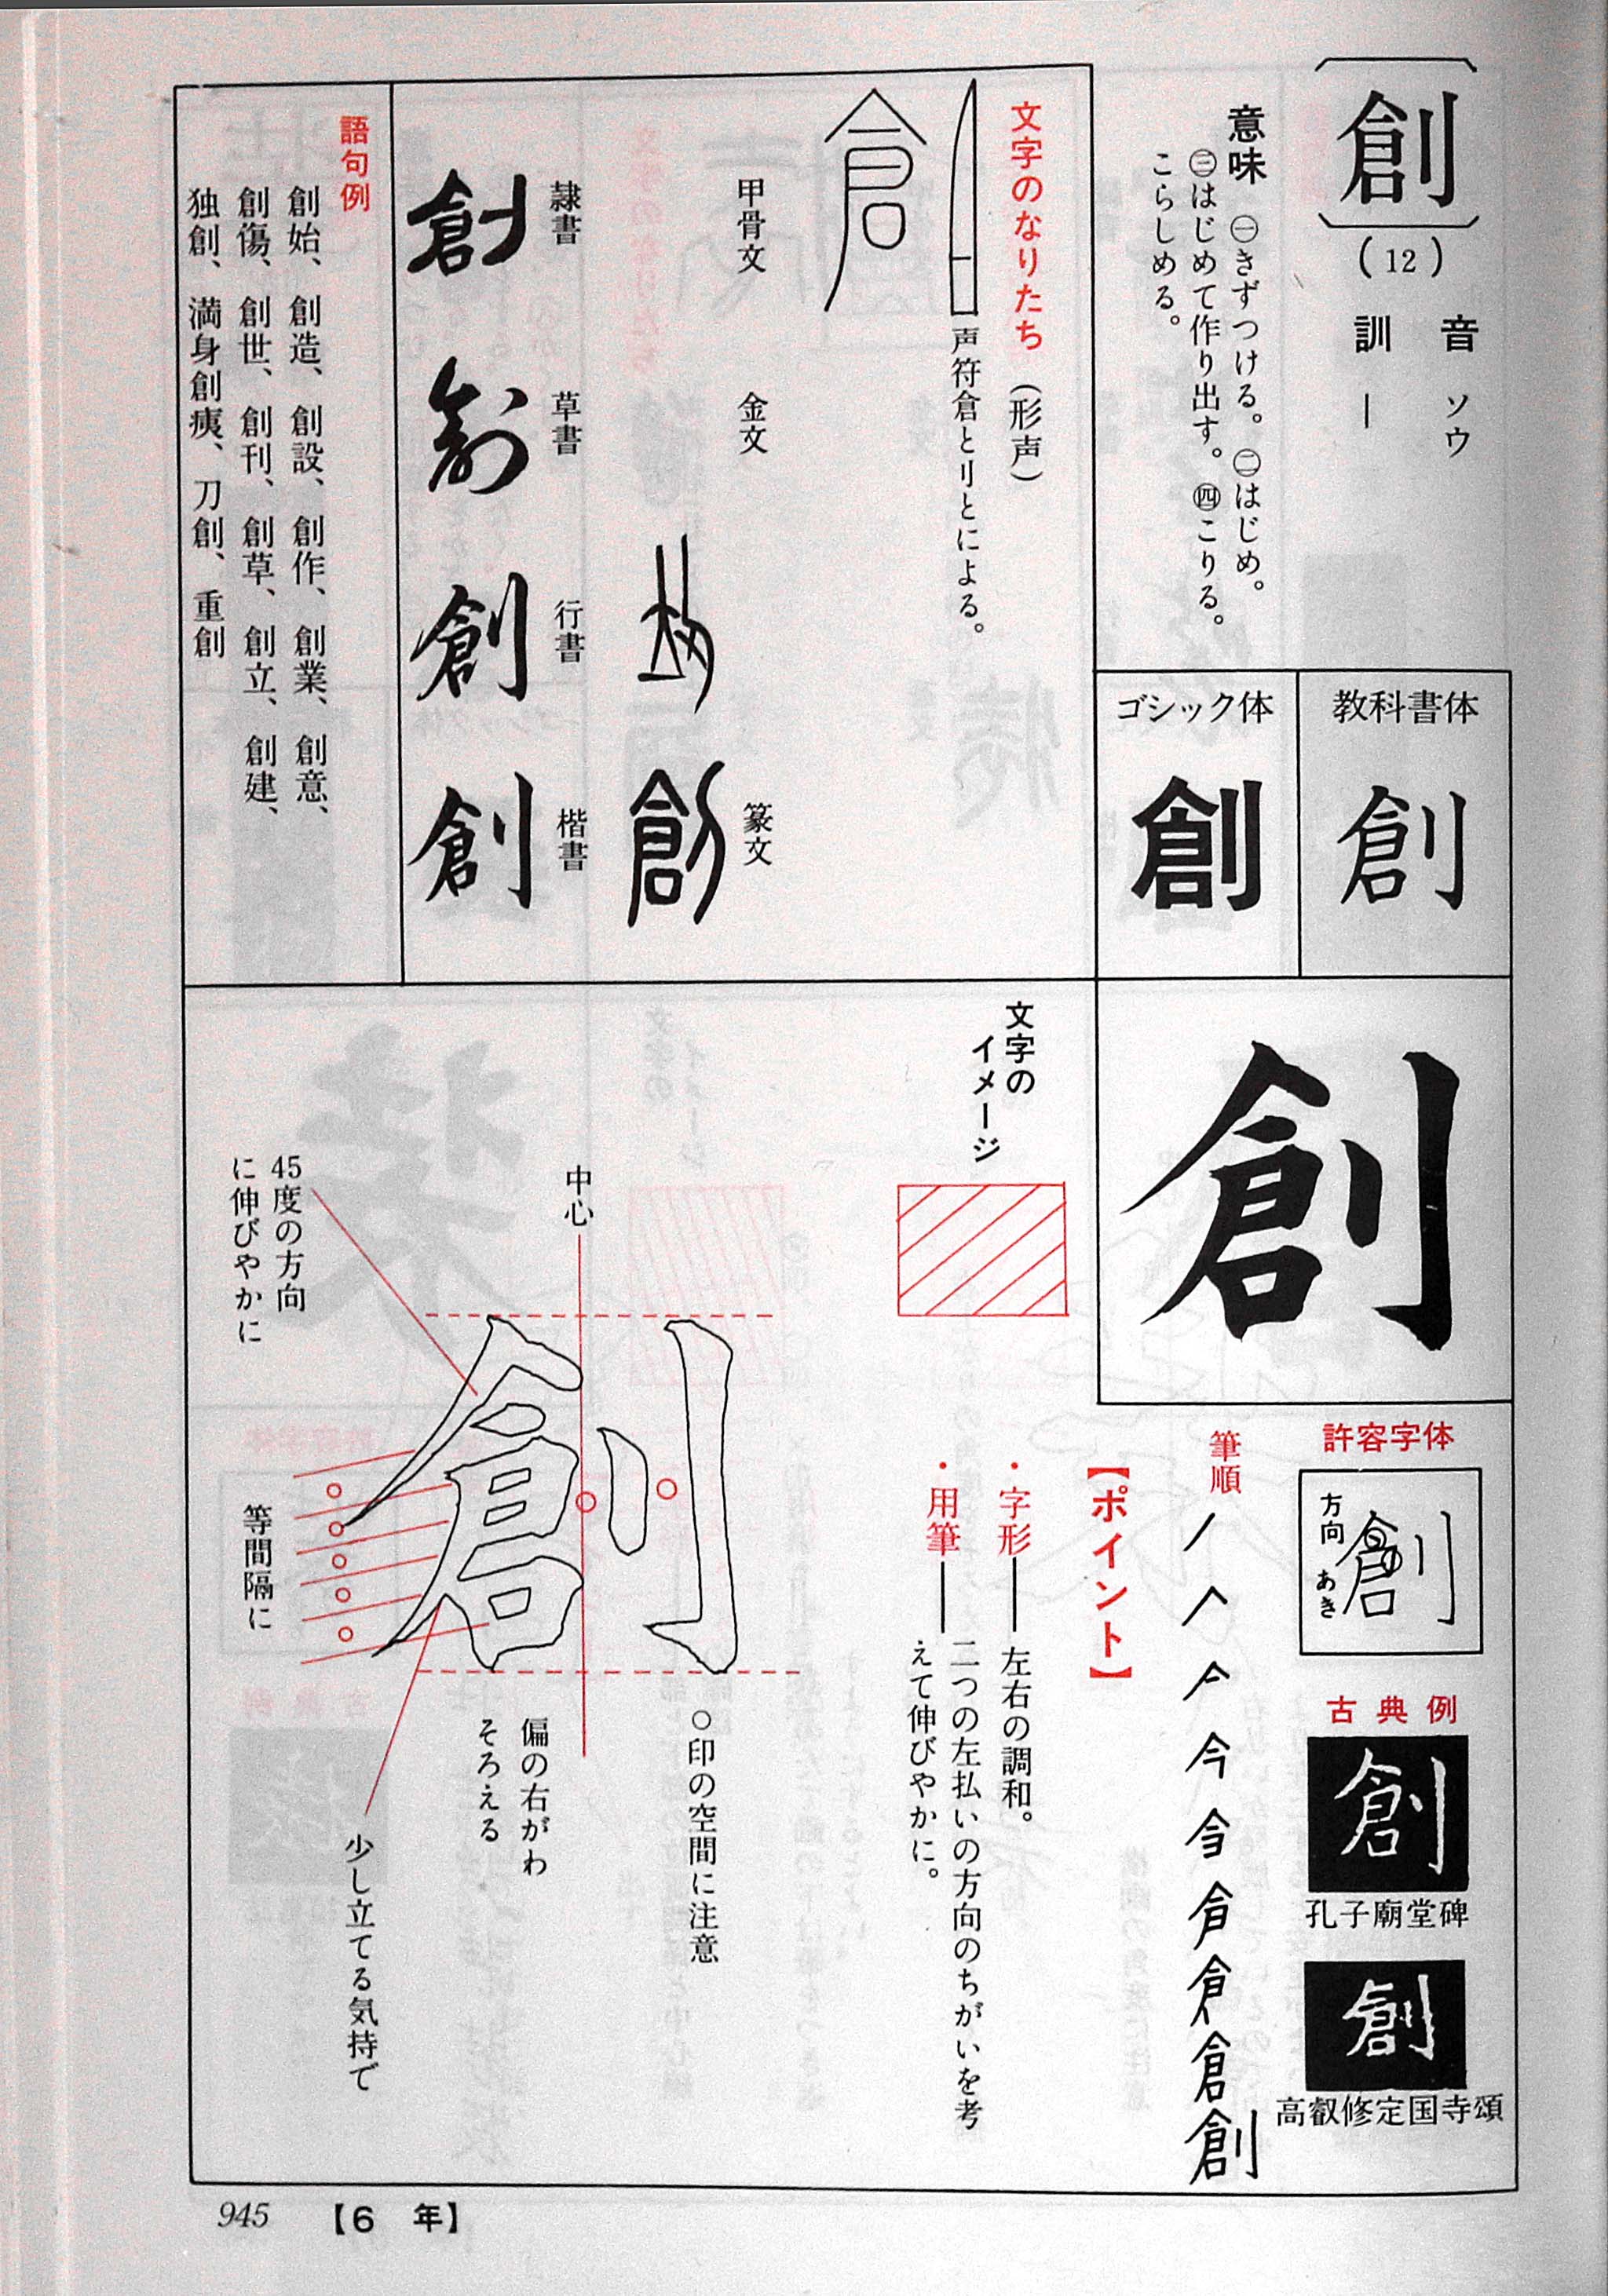 創
(12)
音 ソウ
訓 ―
意味 ㊀きずつける。㊁はじめ。
㊂はじめて作り出す。㊃こりる。
こらしめる。
教科書体
創
ゴシック体
創
文字のなりたち(形声)
声符倉とリとによる。
甲骨文
金文
篆文
創
隷書
創
草書
創
行書
創
楷書
創
語句例
創始、創造、創設、創作、創業、創意、
創傷、創世、創刊、創草、創立、創建、
独創、満身創痍、刀創、重創
創
許容字体
創
方向 あき
古典例
創
孔子廟堂碑
創
高叡修定国寺頌
筆順
創
【ポイント】
・字形―左右の調和。
・用筆―二つの左払いの方向のちがいを考
えて伸びやかに。
文字の
イメージ
中心
45度の方向
に伸びやかに
等間隔に
創
○印の空間に注意
偏の右がわ
そろえる
少し立てる気持で
945 【6 年】